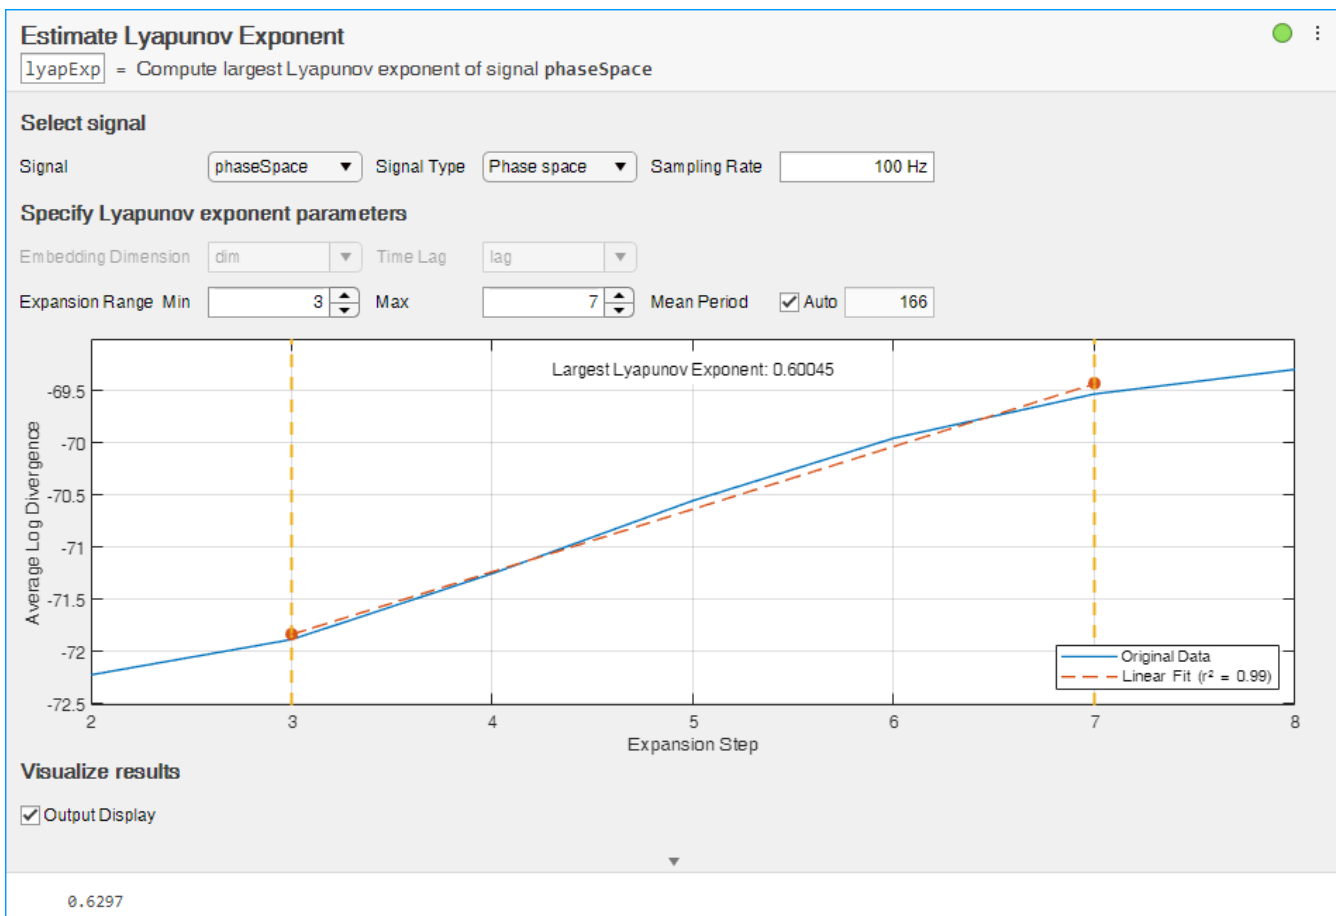 Estimate Lyapunov Exponent
lyapExp = Compute largest Lyapunov exponent of signal phaseSpace
Select signal
Signal phaseSpace Signal Type Phase space Sampling Rate 100 Hz
Specify Lyapunov exponent parameters
Embedding Dimension dim Time Lag lag
Expansion Range Min 3 Max 7 Mean Period Auto 166
Largest Lyapunov Exponent: 0.60045
-69.5
-70
-70.5
-71
-71.5
-72
-72.5
Average Log Divergence
Original Data
Linear Fit (r² = 0.99)
2 3 4 5 6 7 8
Expansion Step
Visualize results
Output Display
0.6297